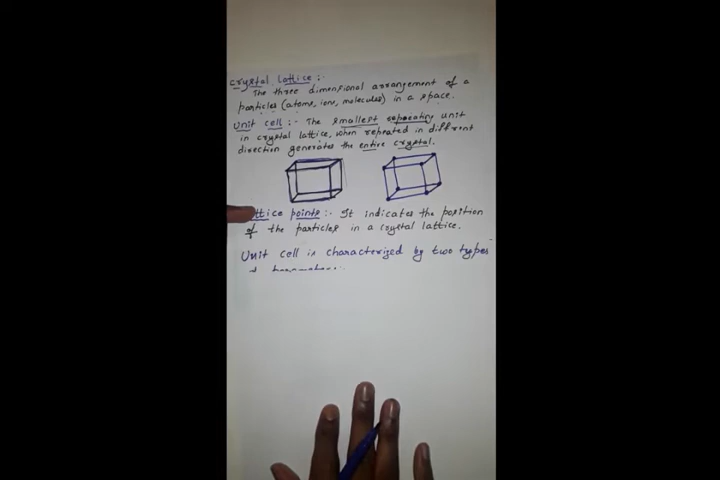 crystal lattice :-
The three dimensional arrangement of a
particles (atoms, ions, molecules) in a space.
Unit cell :- The smallest repeating unit
in crystal lattice, when repeated in different
direction generates the entire crystal.
points :- It indicates the position
of the particles in a crystal lattice.
Unit cell is characterized by two types